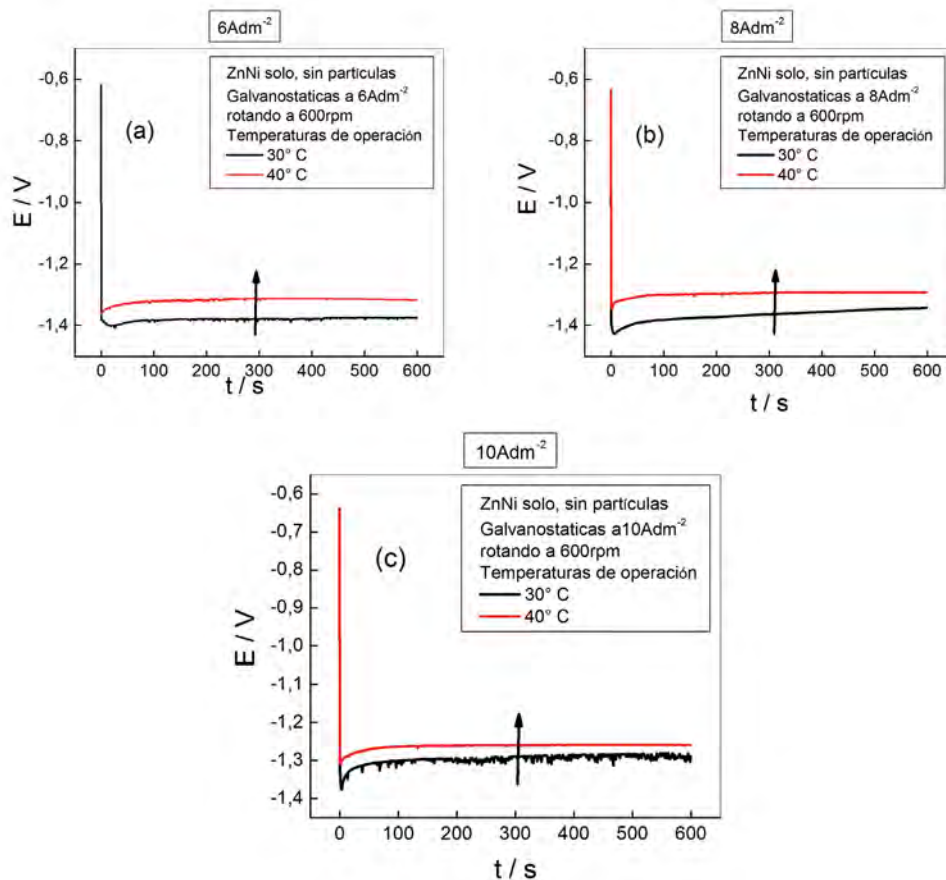 6Adm⁻²
-0,6
-0,8
-1,0
-1,2
-1,4
E / V
(a)
ZnNi solo, sin partículas
Galvanostaticas a 6Adm⁻²
rotando a 600rpm
Temperaturas de operación
30° C
40° C
0 100 200 300 400 500 600
t / s
8Adm⁻²
-0,6
-0,8
-1,0
-1,2
-1,4
E / V
(b)
ZnNi solo, sin partículas
Galvanostaticas a 8Adm⁻²
rotando a 600rpm
Temperaturas de operación
30° C
40° C
0 100 200 300 400 500 600
t / s
10Adm⁻²
-0,6
-0,7
-0,8
-0,9
-1,0
-1,1
-1,2
-1,3
-1,4
E / V
(c)
ZnNi solo, sin partículas
Galvanostaticas a10Adm⁻²
rotando a 600rpm
Temperaturas de operación
30° C
40° C
0 100 200 300 400 500 600
t / s